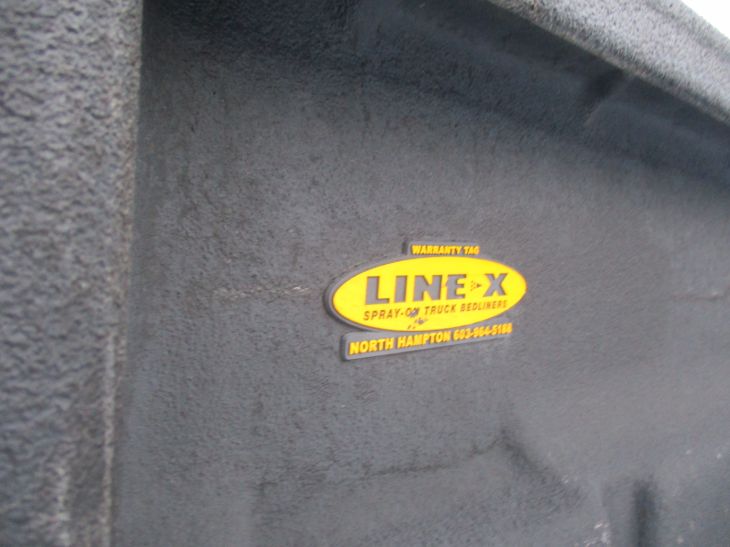 WARRANTY TAG
LINE-X
SPRAY-ON TRUCK BEDLINERS
NORTH HAMPTON 603-964-5188